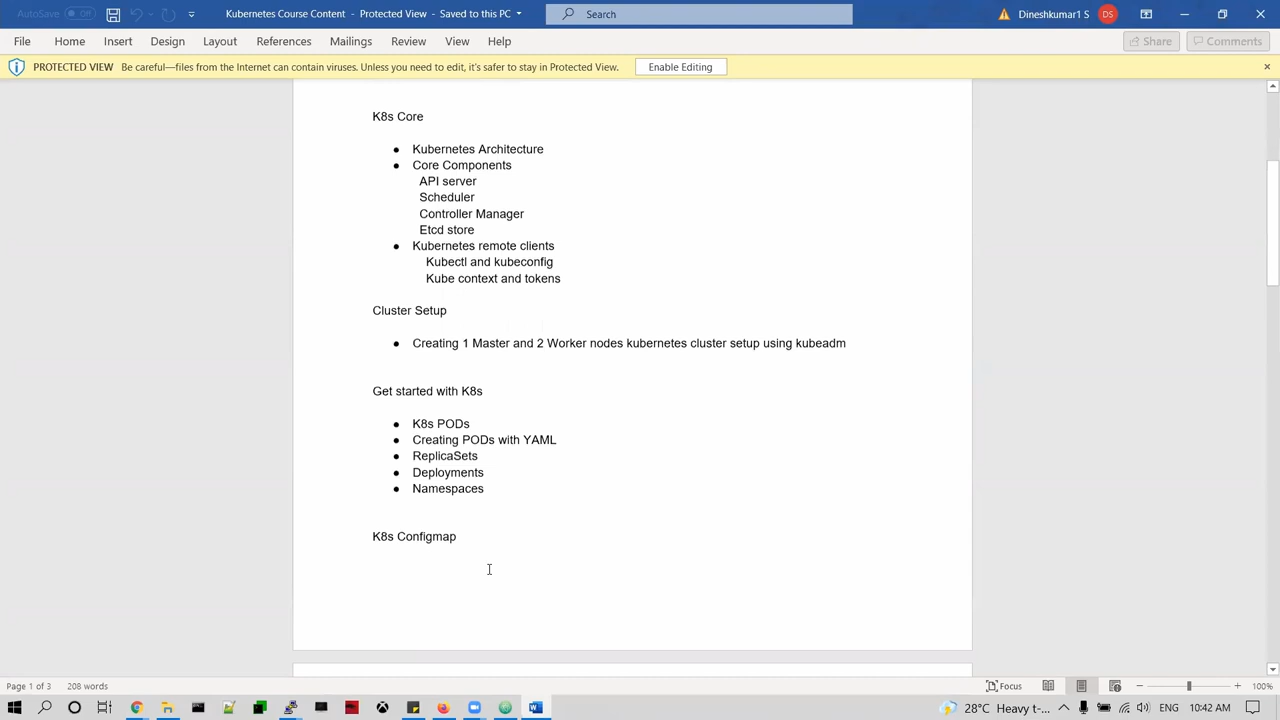 AutoSave Off
Kubernetes Course Content - Protected View - Saved to this PC
Search
Dineshkumar1 S
DS
File Home Insert Design Layout References Mailings Review View Help
Share
Comments
PROTECTED VIEW Be careful—files from the Internet can contain viruses. Unless you need to edit, it's safer to stay in Protected View.
Enable Editing
K8s Core
● Kubernetes Architecture
● Core Components
API server
Scheduler
Controller Manager
Etcd store
● Kubernetes remote clients
Kubectl and kubeconfig
Kube context and tokens
Cluster Setup
● Creating 1 Master and 2 Worker nodes kubernetes cluster setup using kubeadm
Get started with K8s
● K8s PODs
● Creating PODs with YAML
● ReplicaSets
● Deployments
● Namespaces
K8s Configmap
Page 1 of 3 208 words
Focus
100%
28°C Heavy t...
ENG
10:42 AM